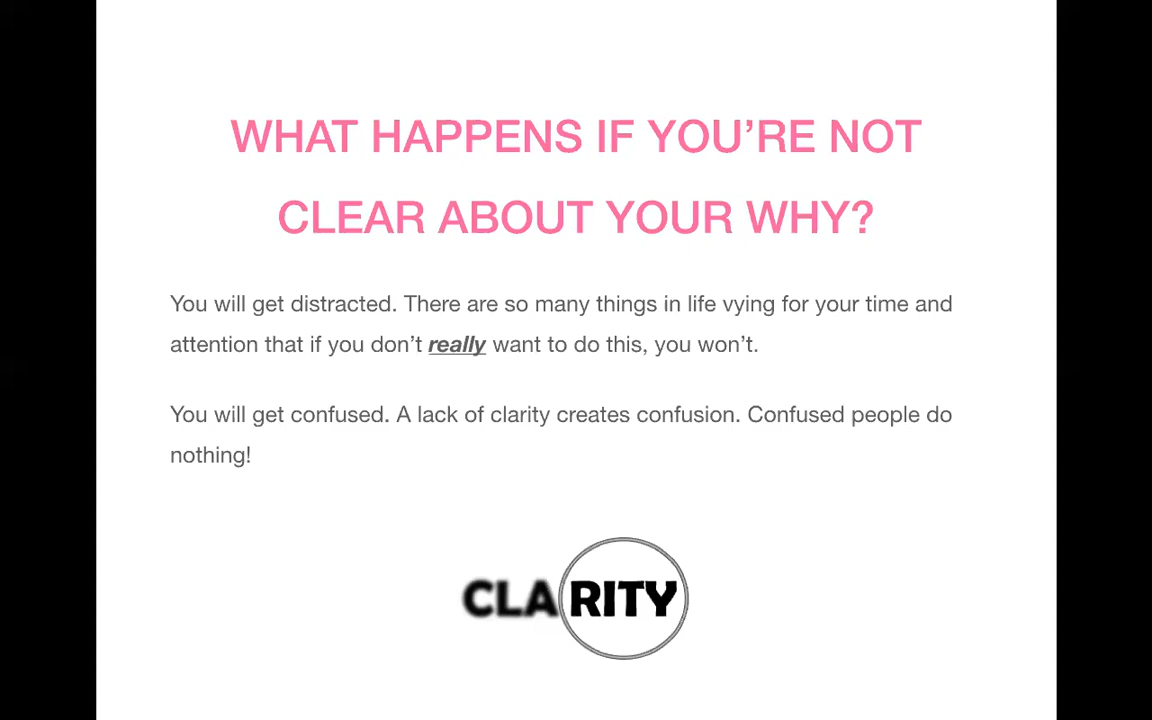 WHAT HAPPENS IF YOU’RE NOT
CLEAR ABOUT YOUR WHY?
You will get distracted. There are so many things in life vying for your time and
attention that if you don’t really want to do this, you won’t.
You will get confused. A lack of clarity creates confusion. Confused people do
nothing!
CLARITY